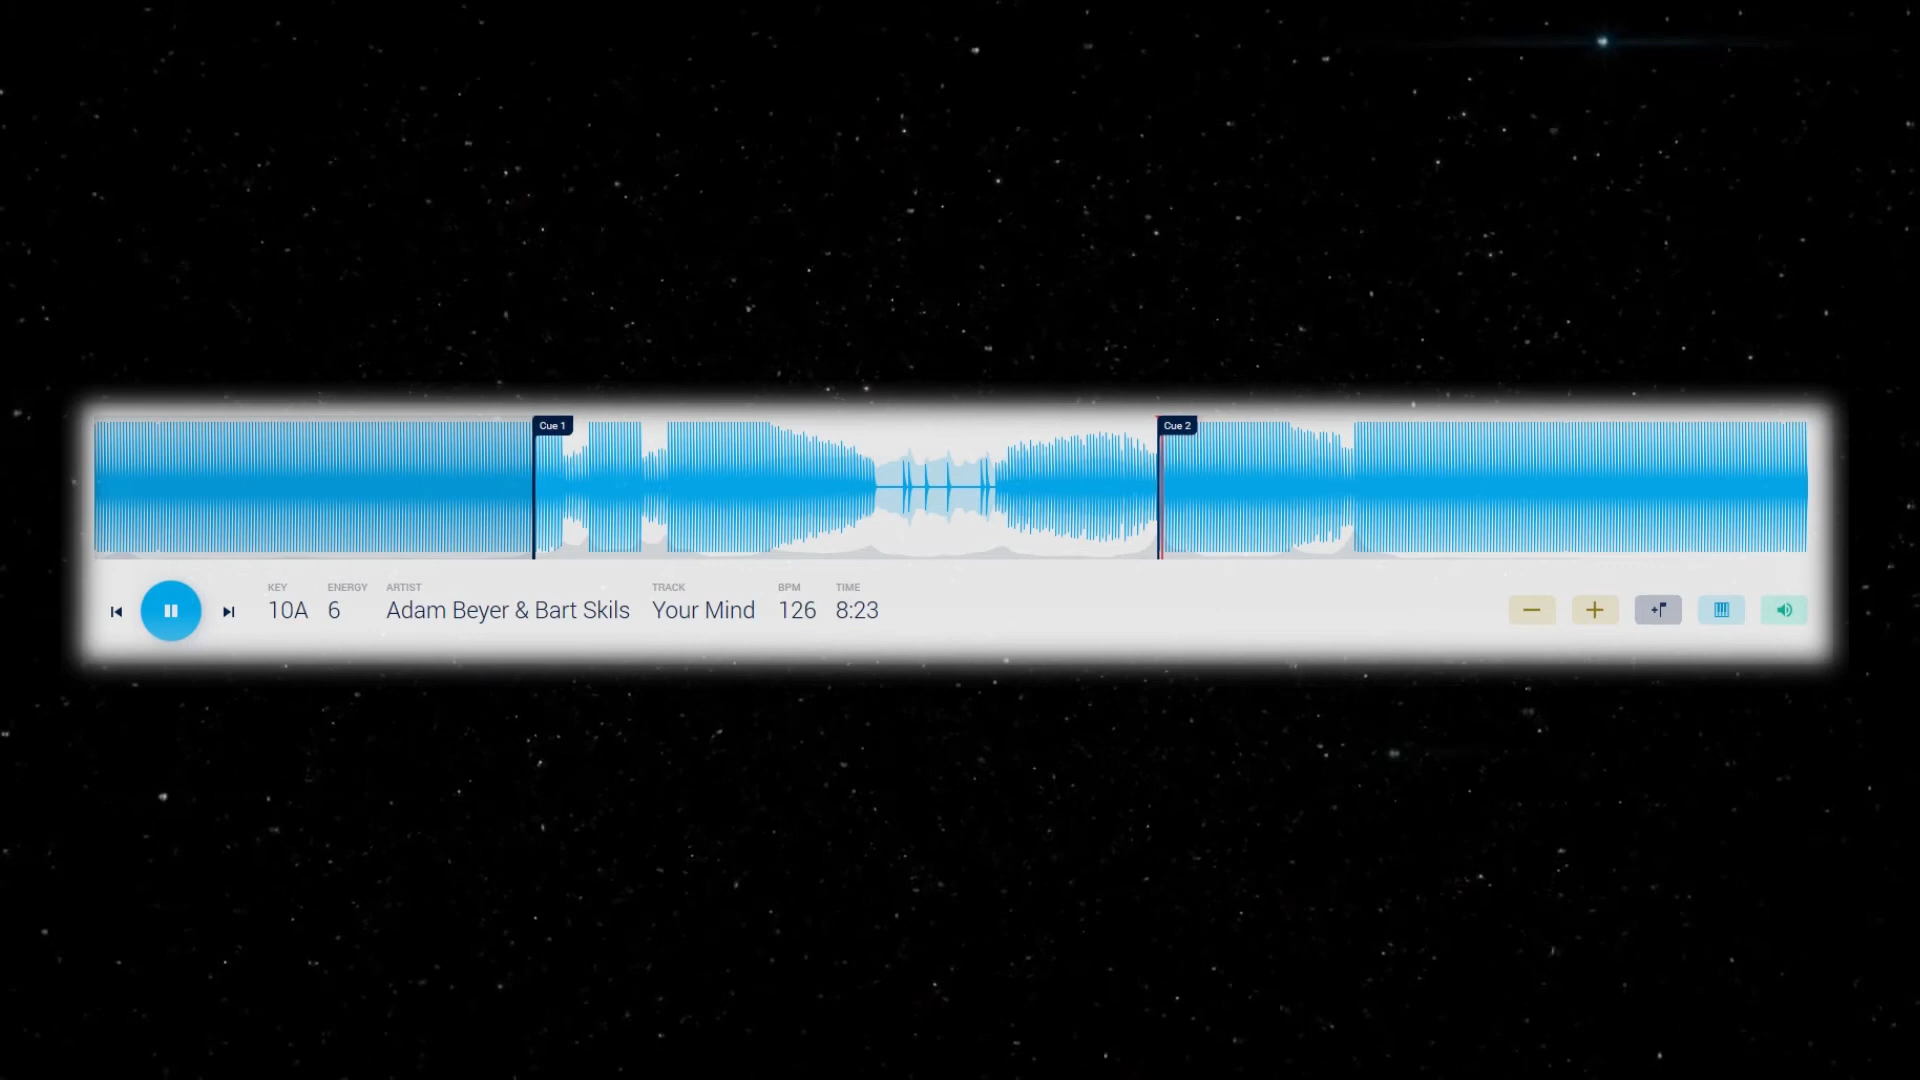 Cue 1 Cue 2
KEY ENERGY ARTIST TRACK BPM TIME
10A 6 Adam Beyer & Bart Skils Your Mind 126 8:23